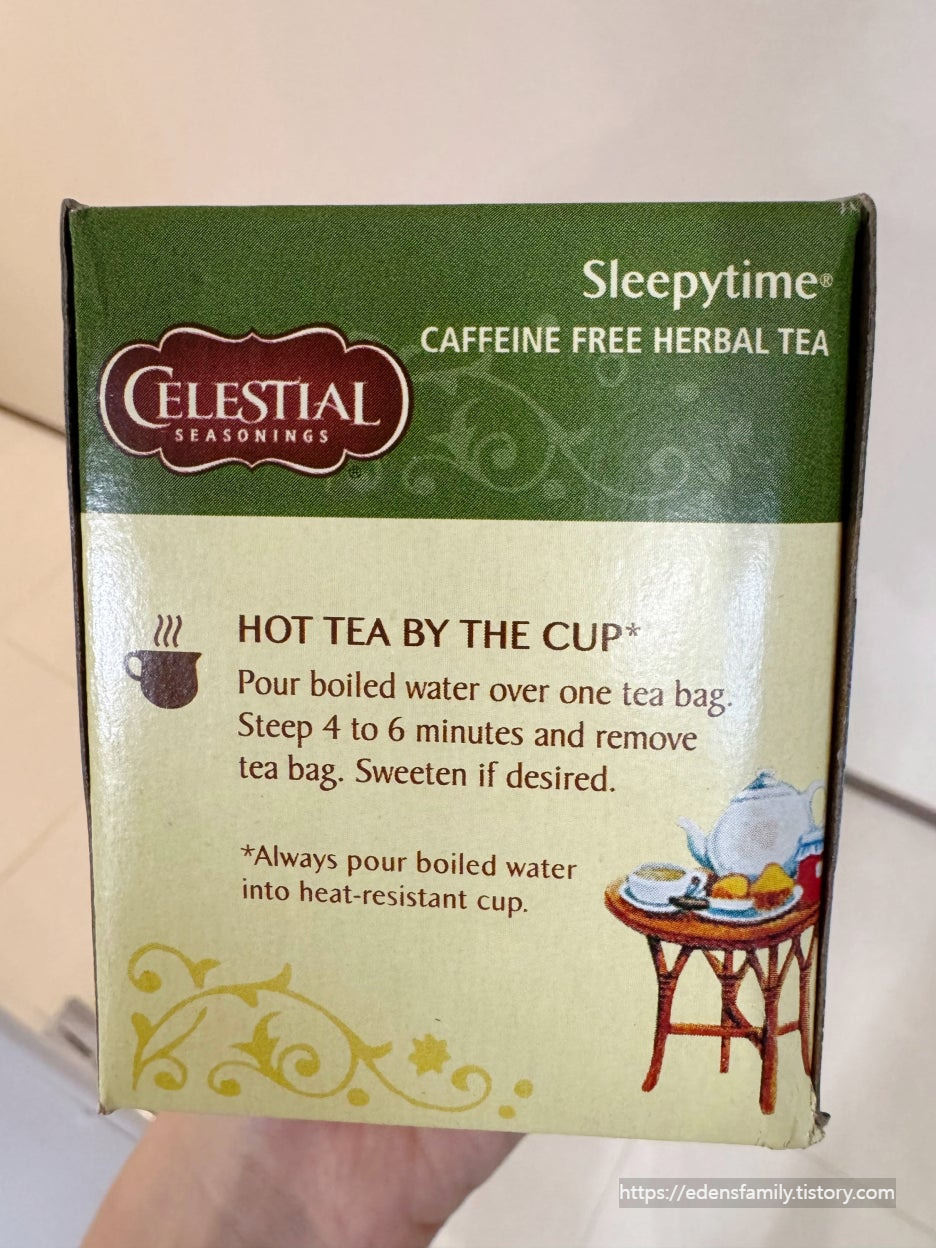 Sleepytime®
CAFFEINE FREE HERBAL TEA
CELESTIAL
SEASONINGS
®
HOT TEA BY THE CUP*
Pour boiled water over one tea bag.
Steep 4 to 6 minutes and remove
tea bag. Sweeten if desired.
*Always pour boiled water
into heat-resistant cup.
https://edensfamily.tistory.com